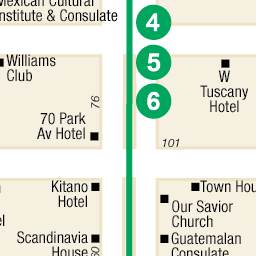 Mexican Cultural
Institute & Consulate
4
Williams
Club
5
6
W
Tuscany
Hotel
76
70 Park
Av Hotel
101
Kitano
Hotel
Town Hou
Our Savior
Church
Scandinavia
House
Guatemalan
Consulate